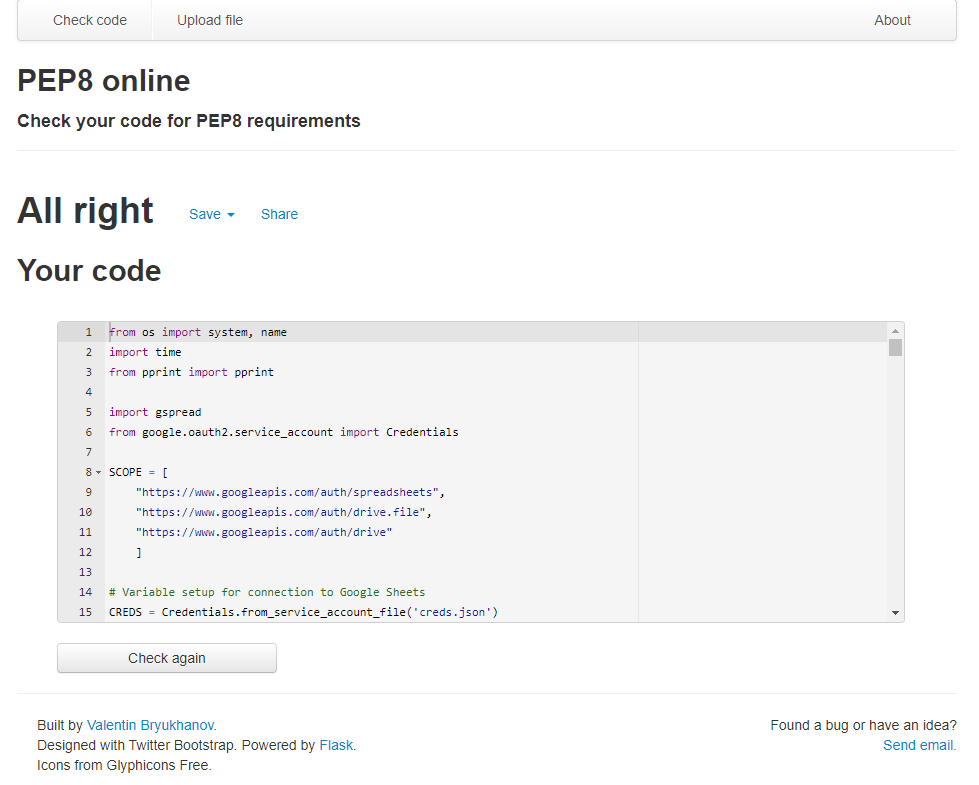 Check code Upload file About
PEP8 online
Check your code for PEP8 requirements
All right Save Share
Your code
1 from os import system, name
2 import time
3 from pprint import pprint
4
5 import gspread
6 from google.oauth2.service_account import Credentials
7
8 SCOPE = [
9 "https://www.googleapis.com/auth/spreadsheets",
10 "https://www.googleapis.com/auth/drive.file",
11 "https://www.googleapis.com/auth/drive"
12 ]
13
14 # Variable setup for connection to Google Sheets
15 CREDS = Credentials.from_service_account_file('creds.json')
Check again
Built by Valentin Bryukhanov. Found a bug or have an idea?
Designed with Twitter Bootstrap. Powered by Flask. Send email.
Icons from Glyphicons Free.